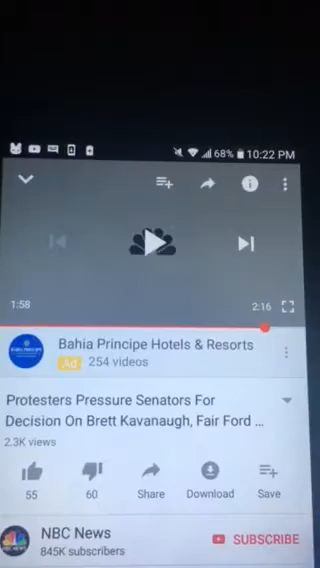 68% 10:22 PM
1:58
2:16
Bahia Principe Hotels & Resorts
Ad 254 videos
Protesters Pressure Senators For
Decision On Brett Kavanaugh, Fair Ford ...
2.3K views
55
60
Share
Download
Save
NBC News
845K subscribers
SUBSCRIBE